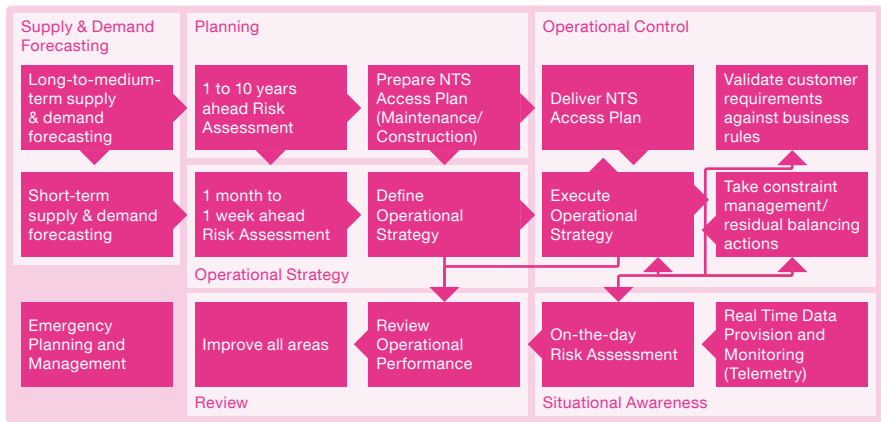 Supply & Demand
Forecasting
Long-to-medium-
term supply
& demand
forecasting
Short-term
supply & demand
forecasting
Emergency
Planning and
Management
Planning
1 to 10 years
ahead Risk
Assessment
Prepare NTS
Access Plan
(Maintenance/
Construction)
1 month to
1 week ahead
Risk Assessment
Define
Operational
Strategy
Operational Strategy
Improve all areas
Review
Operational
Performance
Review
Operational Control
Deliver NTS
Access Plan
Validate customer
requirements
against business
rules
Execute
Operational
Strategy
Take constraint
management/
residual balancing
actions
On-the-day
Risk Assessment
Real Time Data
Provision and
Monitoring
(Telemetry)
Situational Awareness